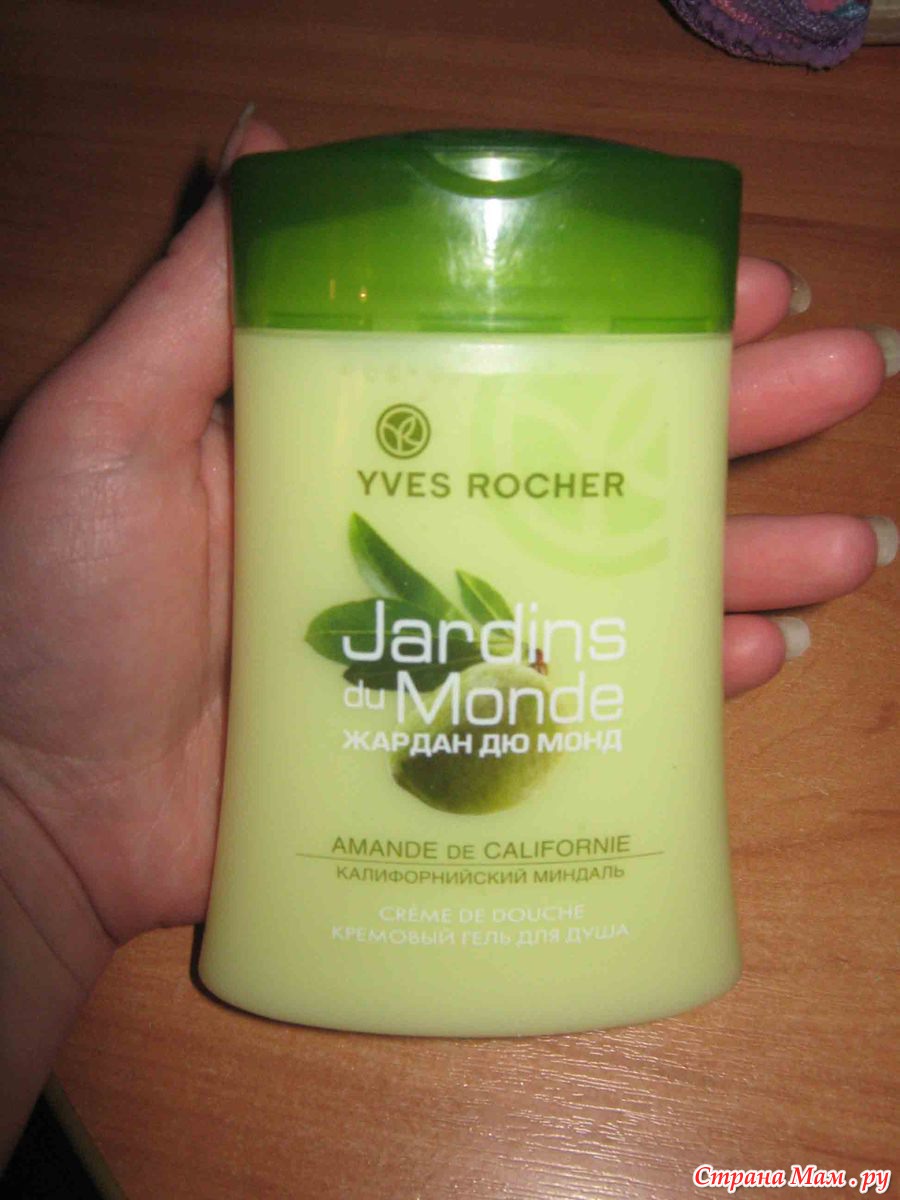 YVES ROCHER
Jardins
du Monde
ЖАРДАН ДЮ МОНД
AMANDE DE CALIFORNIE
КАЛИФОРНИЙСКИЙ МИНДАЛЬ
CRÈME DE DOUCHE
КРЕМОВЫЙ ГЕЛЬ ДЛЯ ДУША
Страна Мам.ру